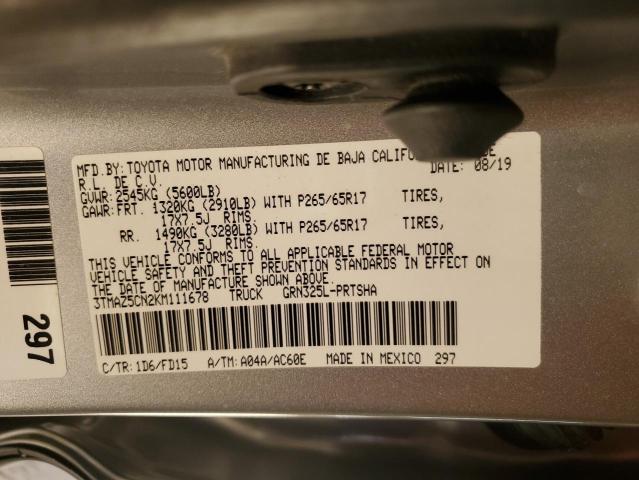 MFD.BY:TOYOTA MOTOR MANUFACTURING DE BAJA CALIFO
R.L. DE C.V. DATE: 08/19
GVWR:2545KG (5600LB)
GAWR:FRT. 1320KG (2910LB) WITH P265/65R17 TIRES,
17X7.5J RIMS.
RR. 1490KG (3280LB) WITH P265/65R17 TIRES,
17X7.5J RIMS.
THIS VEHICLE CONFORMS TO ALL APPLICABLE FEDERAL MOTOR
VEHICLE SAFETY AND THEFT PREVENTION STANDARDS IN EFFECT ON
THE DATE OF MANUFACTURE SHOWN ABOVE.
3TMAZ5CN2KM111678 TRUCK GRN325L-PRTSHA
C/TR:1D6/FD15 A/TM:A04A/AC60E MADE IN MEXICO 297
297